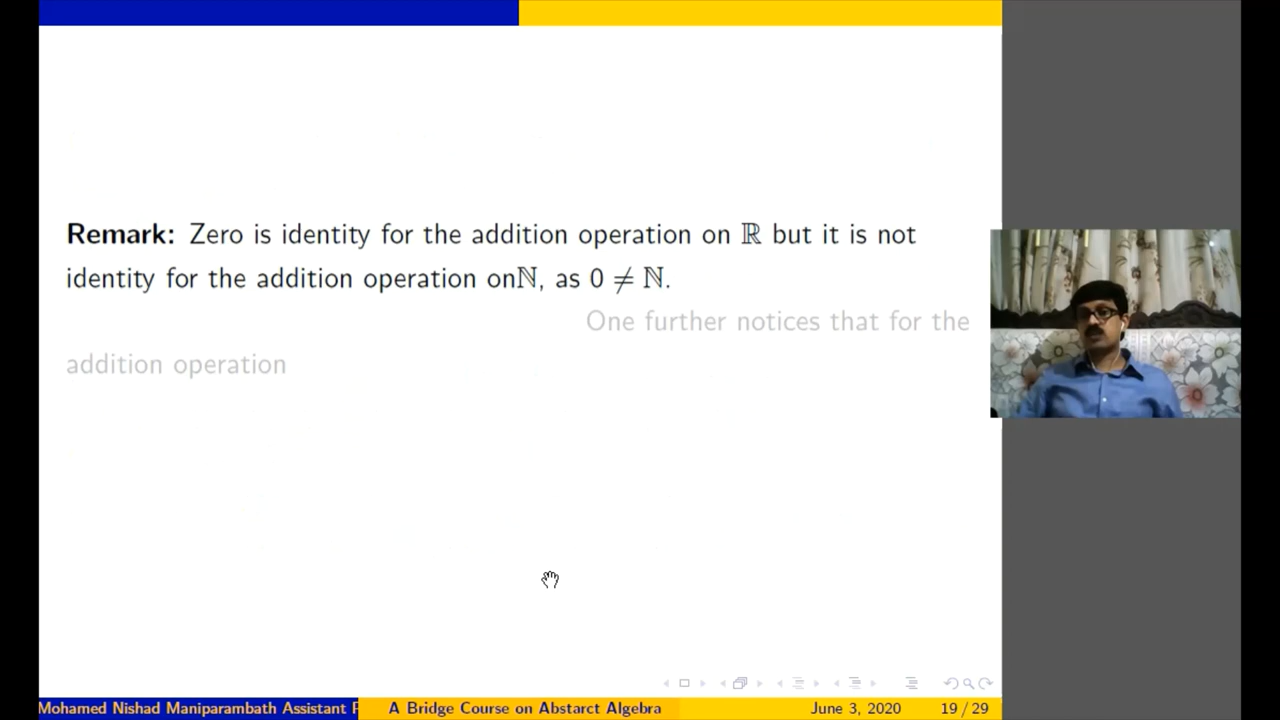 Remark: Zero is identity for the addition operation on ℝ but it is not
identity for the addition operation onℕ, as 0 ≠ ℕ.
One further notices that for the
addition operation
Mohamed Nishad Maniparambath Assistant P
A Bridge Course on Abstarct Algebra
June 3, 2020
19 / 29